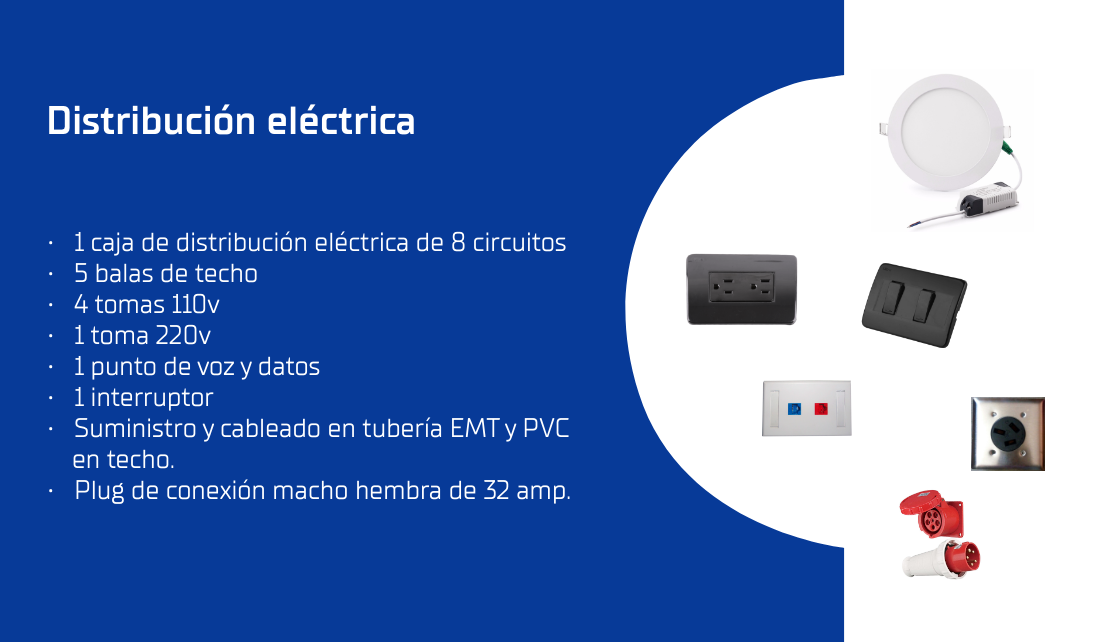 Distribución eléctrica
· 1 caja de distribución eléctrica de 8 circuitos
· 5 balas de techo
· 4 tomas 110v
· 1 toma 220v
· 1 punto de voz y datos
· 1 interruptor
· Suministro y cableado en tubería EMT y PVC
en techo.
· Plug de conexión macho hembra de 32 amp.